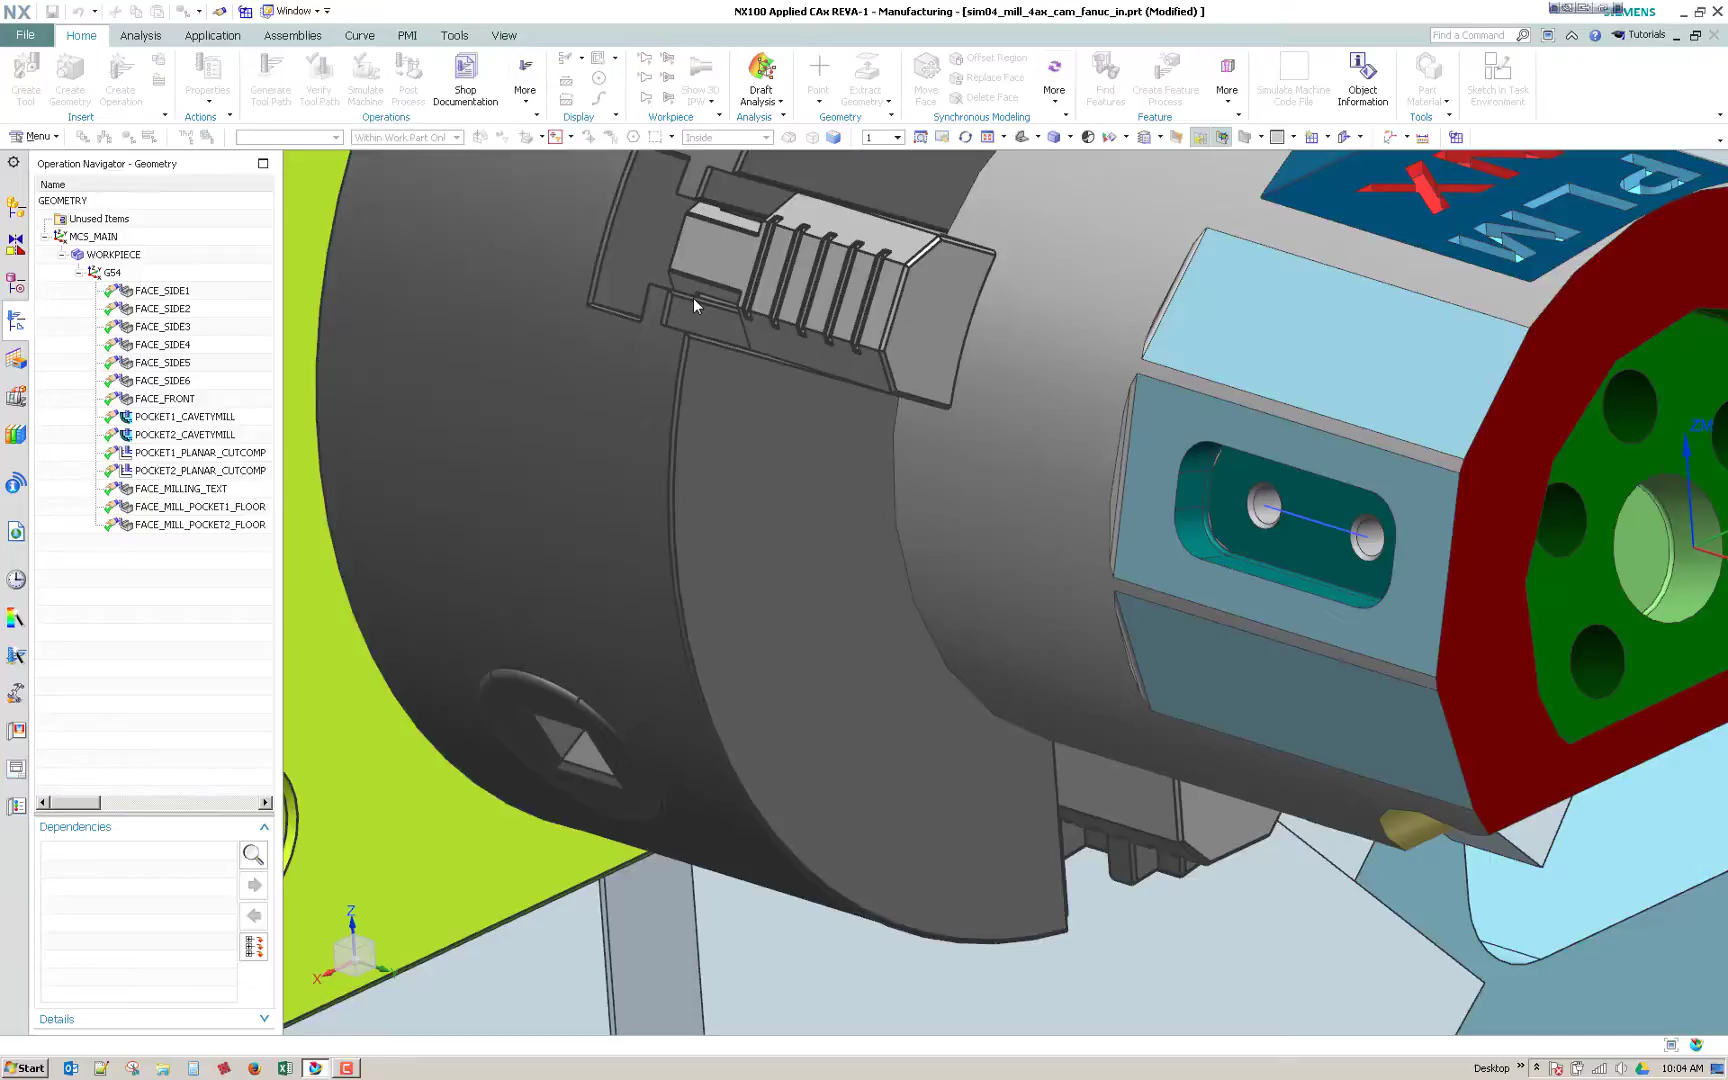 NX
Window
NX100 Applied CAx REVA-1 - Manufacturing - [sim04_mill_4ax_cam_fanuc_in.prt (Modified) ]
SIEMENS
File
Home
Analysis
Application
Assemblies
Curve
PMI
Tools
View
Find a Command
Tutorials
Create Tool
Create Geometry
Create Operation
Properties
Generate Tool Path
Verify Tool Path
Simulate Machine
Post Process
Shop Documentation
More
Show 3D IPW
Draft Analysis
Point
Extract Geometry
Move Face
Offset Region
Replace Face
Delete Face
More
Find Features
Create Feature Process
More
Simulate Machine Code File
Object Information
Part Material
Sketch in Task Environment
Insert
Actions
Operations
Display
Workpiece
Geometry
Synchronous Modeling
Feature
Tools
Menu
Within Work Part Onl
Inside
1
Operation Navigator - Geometry
Name
GEOMETRY
Unused Items
MCS_MAIN
WORKPIECE
G54
FACE_SIDE1
FACE_SIDE2
FACE_SIDE3
FACE_SIDE4
FACE_SIDE5
FACE_SIDE6
FACE_FRONT
POCKET1_CAVETYMILL
POCKET2_CAVETYMILL
POCKET1_PLANAR_CUTCOMP
POCKET2_PLANAR_CUTCOMP
FACE_MILLING_TEXT
FACE_MILL_POCKET1_FLOOR
FACE_MILL_POCKET2_FLOOR
Dependencies
Details
NX
PLM
ZM
Z
X
Start
Desktop
10:04 AM